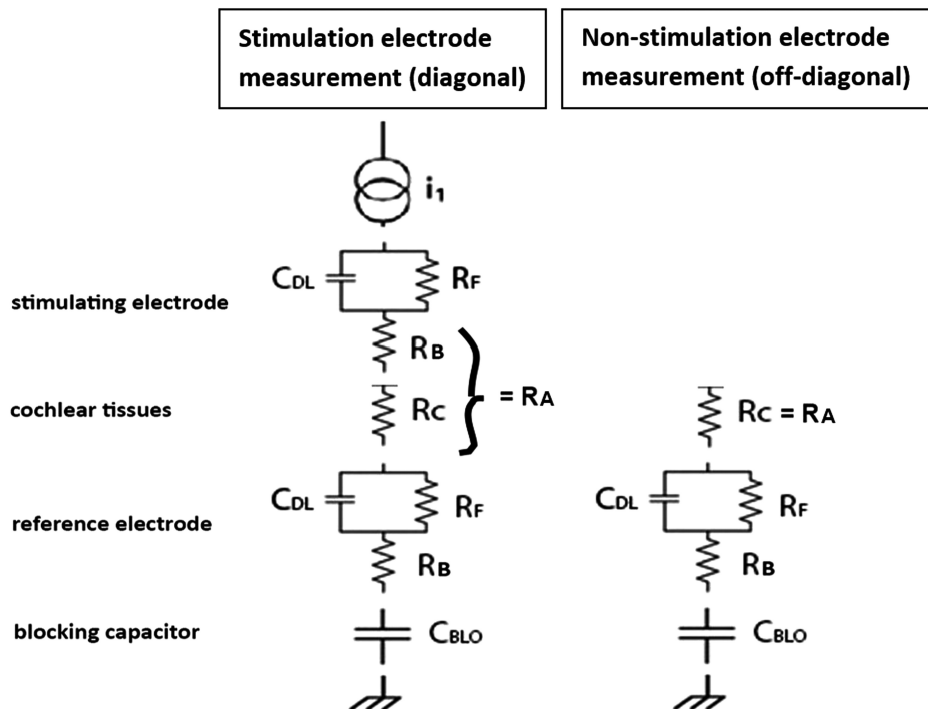 Stimulation electrode
measurement (diagonal)
Non-stimulation electrode
measurement (off-diagonal)
i1
CDL
RF
stimulating electrode
RB
= RA
cochlear tissues
RC
RC = RA
CDL
RF
CDL
RF
reference electrode
RB
RB
blocking capacitor
CBLO
CBLO